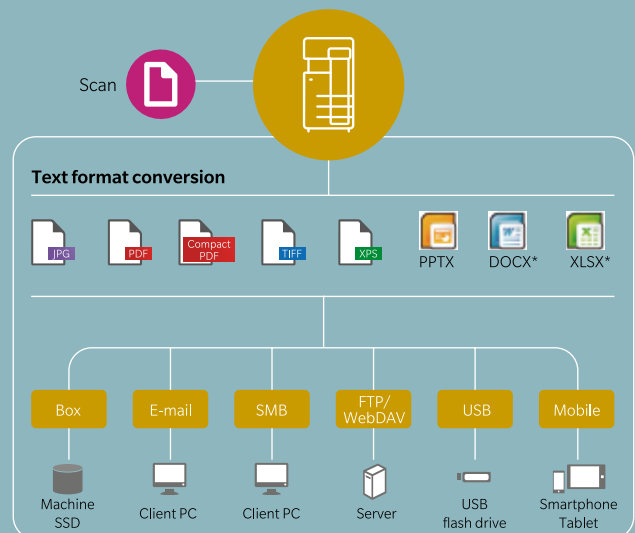 Scan
Text format conversion
JPG
PDF
Compact
PDF
TIFF
XPS
PPTX
DOCX*
XLSX*
Box
E-mail
SMB
FTP/
WebDAV
USB
Mobile
Machine
SSD
Client PC
Client PC
Server
USB
flash drive
Smartphone
Tablet